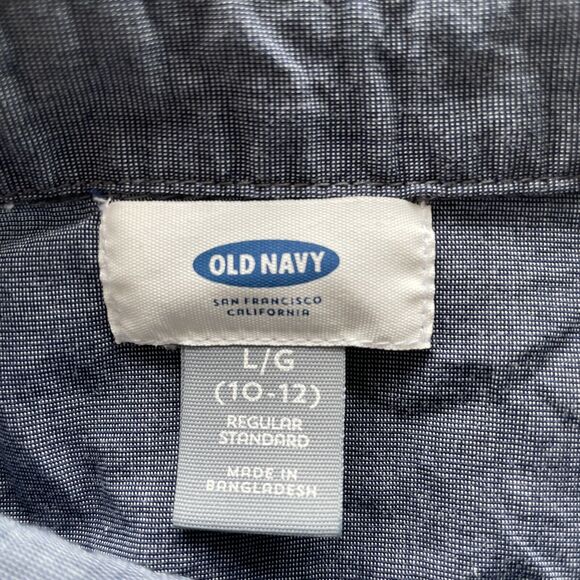 OLD NAVY
SAN FRANCISCO
CALIFORNIA
L/G
(10-12)
REGULAR
STANDARD
MADE IN
BANGLADESH